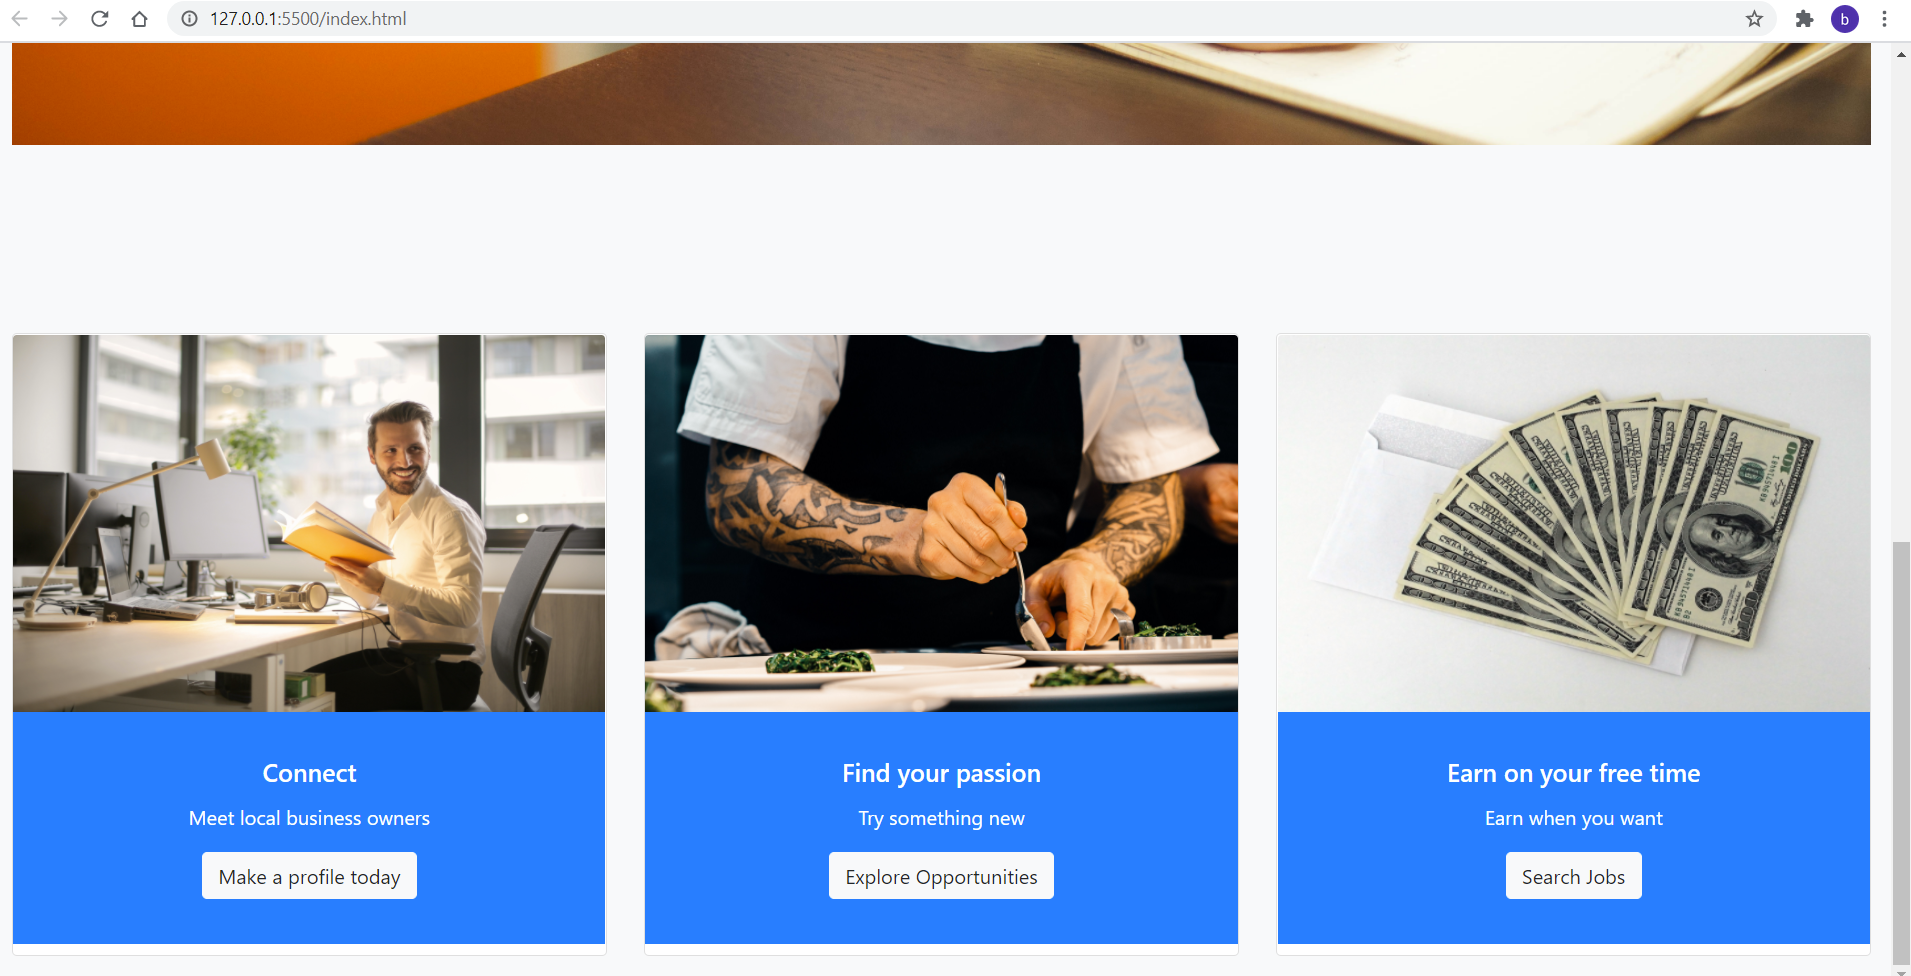 127.0.0.1:5500/index.html
b
Connect
Meet local business owners
Make a profile today
Find your passion
Try something new
Explore Opportunities
100
Earn on your free time
Earn when you want
Search Jobs